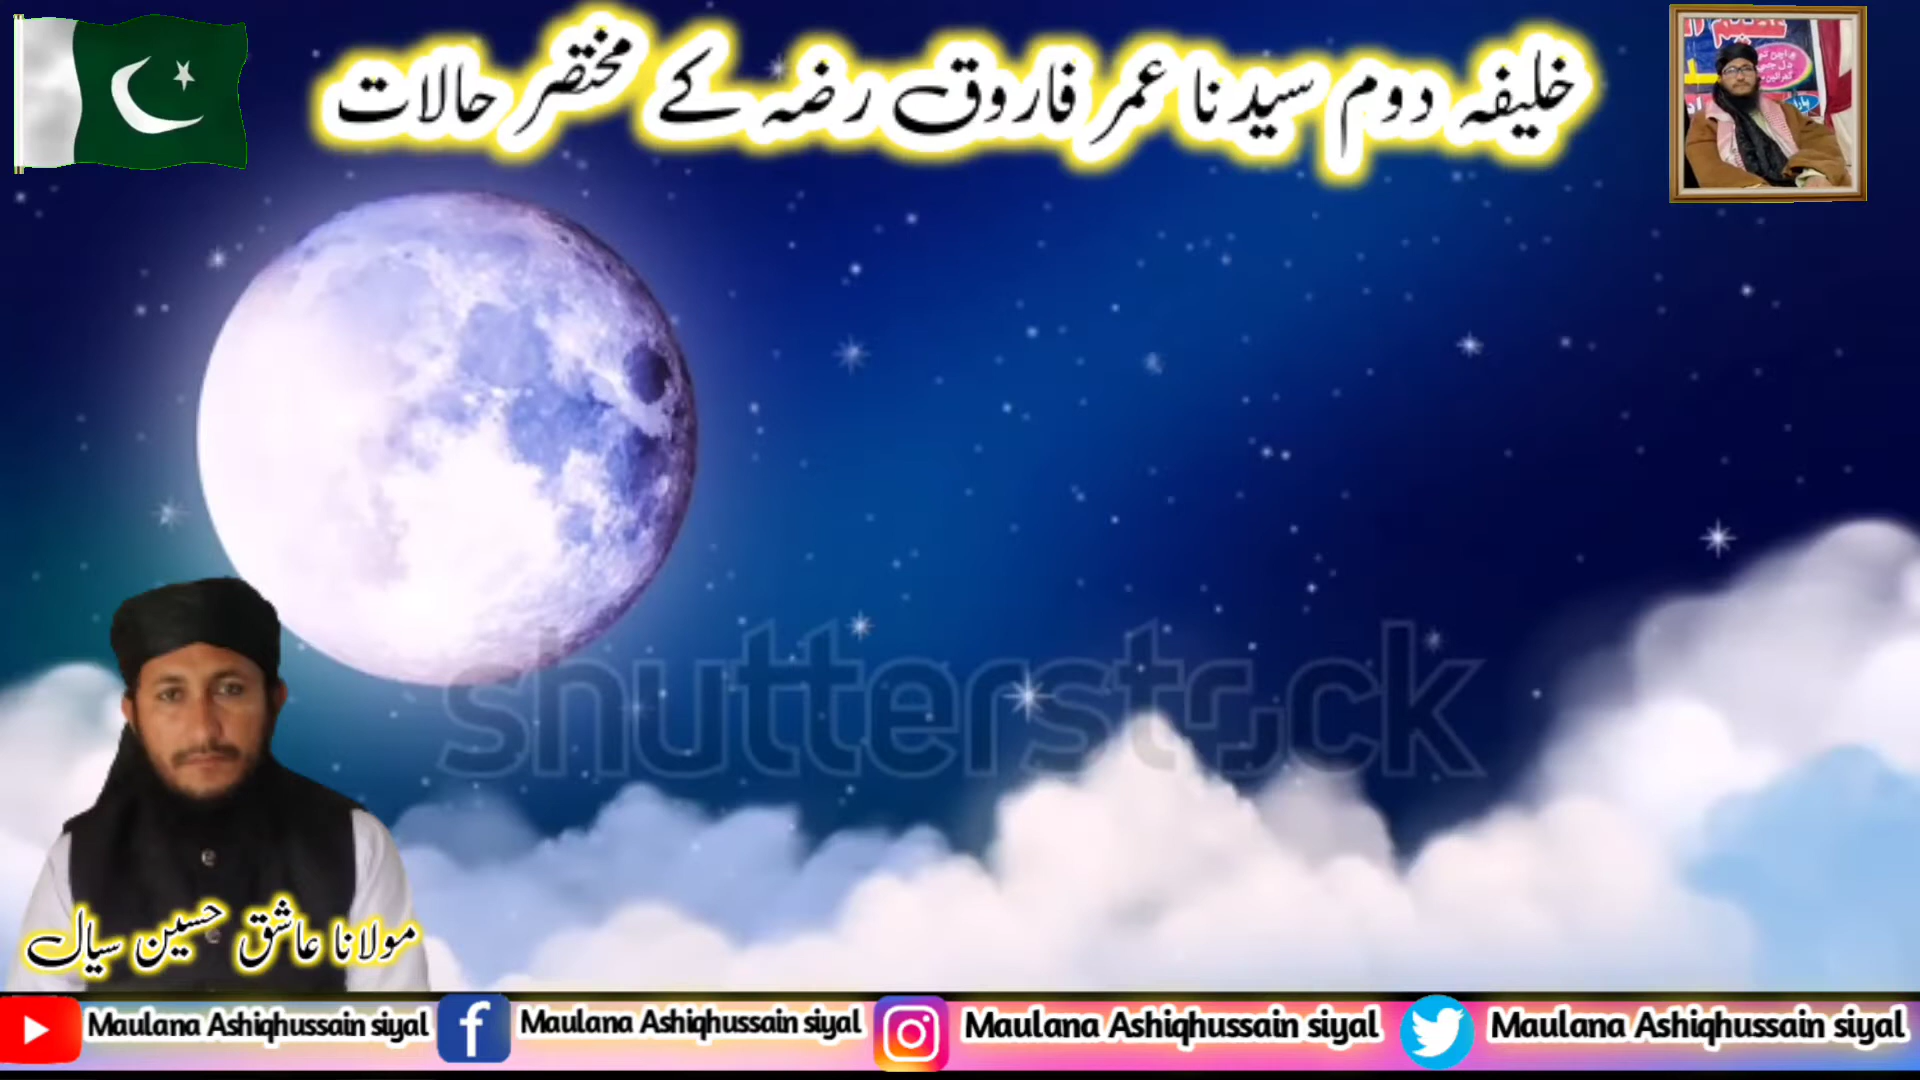 خلیفہ دوم سیدنا عمر فاروق رضہ کے مختصر حالات
shutterstock
مولانا عاشق حسین سیال
Maulana Ashiqhussain siyal
Maulana Ashiqhussain siyal
Maulana Ashiqhussain siyal
Maulana Ashiqhussain siyal